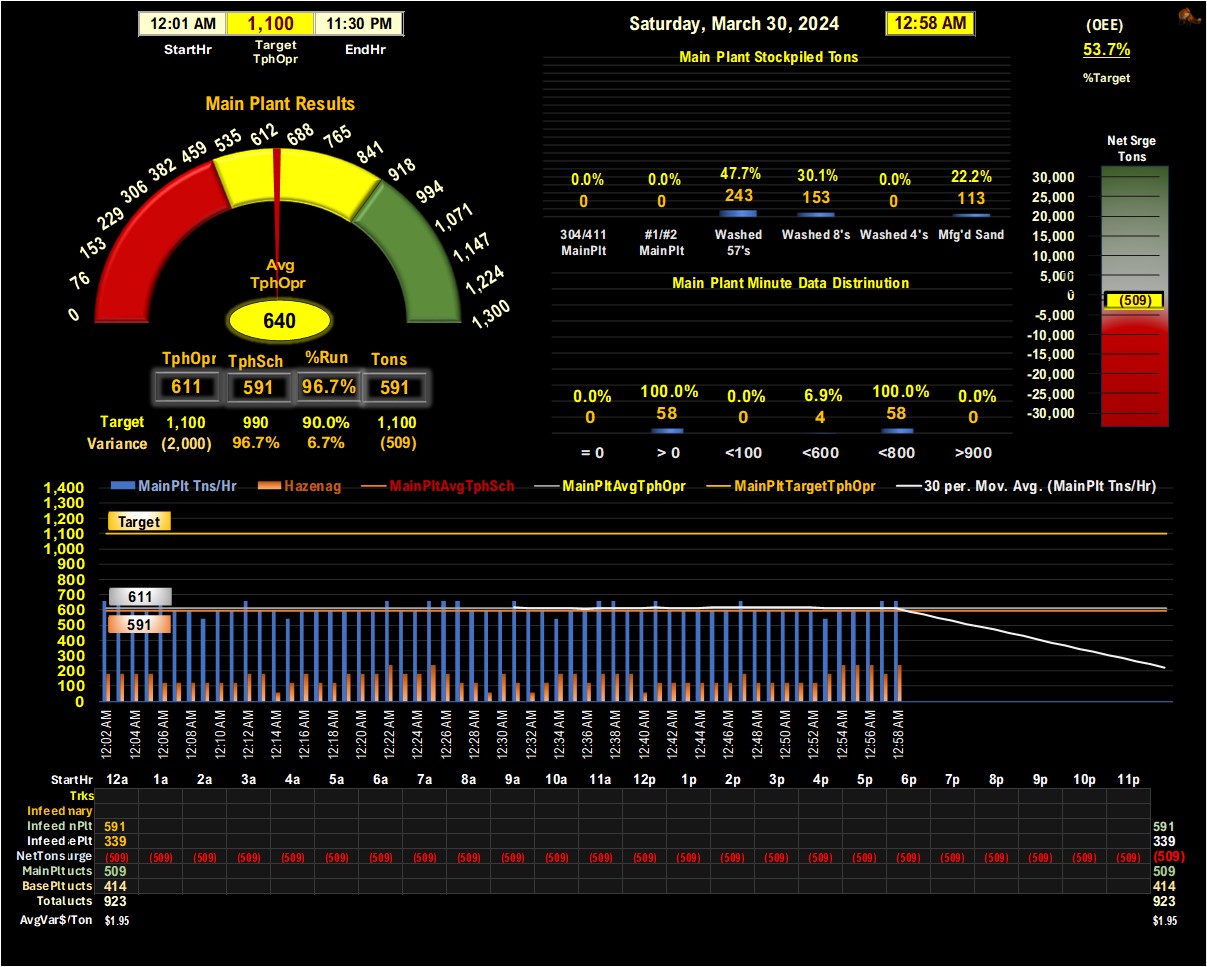 12:01 AM 1,100 11:30 PM
StartHr Target TphOpr EndHr
Saturday, March 30, 2024 12:58 AM
(OEE)
53.7%
%Target
Main Plant Results
0 76 153 229 306 382 459 535 612 688 765 841 918 994 1,071 1,147 1,224 1,300
Avg
TphOpr
640
TphOpr TphSch %Run Tons
611 591 96.7% 591
Target 1,100 990 90.0% 1,100
Variance (2,000) 96.7% 6.7% (509)
Main Plant Stockpiled Tons
0.0% 0.0% 47.7% 30.1% 0.0% 22.2%
0 0 243 153 0 113
304/411 MainPlt #1/#2 MainPlt Washed 57's Washed 8's Washed 4's Mfg'd Sand
Main Plant Minute Data Distrinution
0.0% 100.0% 0.0% 6.9% 100.0% 0.0%
0 58 0 4 58 0
= 0 > 0 <100 <600 <800 >900
Net Srge
Tons
30,000
25,000
20,000
15,000
10,000
5,000
0
(509)
-5,000
-10,000
-15,000
-20,000
-25,000
-30,000
MainPlt Tns/Hr Hazenag MainPltAvgTphSch MainPltAvgTphOpr MainPltTargetTphOpr 30 per. Mov. Avg. (MainPlt Tns/Hr)
1,400
1,300
1,200
1,100
1,000
900
800
700
600
500
400
300
200
100
0
Target
611
591
12:02 AM 12:04 AM 12:06 AM 12:08 AM 12:10 AM 12:12 AM 12:14 AM 12:16 AM 12:18 AM 12:20 AM 12:22 AM 12:24 AM 12:26 AM 12:28 AM 12:30 AM 12:32 AM 12:34 AM 12:36 AM 12:38 AM 12:40 AM 12:42 AM 12:44 AM 12:46 AM 12:48 AM 12:50 AM 12:52 AM 12:54 AM 12:56 AM 12:58 AM
StartHr 12a 1a 2a 3a 4a 5a 6a 7a 8a 9a 10a 11a 12p 1p 2p 3p 4p 5p 6p 7p 8p 9p 10p 11p
Trks
Infeed nary
Infeed nPlt 591 591
Infeed ePlt 339 339
NetTons urge (509) (509) (509) (509) (509) (509) (509) (509) (509) (509) (509) (509) (509) (509) (509) (509) (509) (509) (509) (509) (509) (509) (509) (509) (509)
MainPlt ucts 509 509
BasePlt ucts 414 414
Total ucts 923 923
AvgVar$/Ton $1.95 $1.95